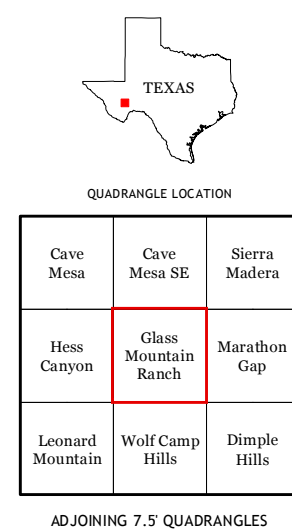 TEXAS
QUADRANGLE LOCATION
Cave
Mesa
Cave
Mesa SE
Sierra
Madera
Hess
Canyon
Glass
Mountain
Ranch
Marathon
Gap
Leonard
Mountain
Wolf Camp
Hills
Dimple
Hills
ADJOINING 7.5' QUADRANGLES